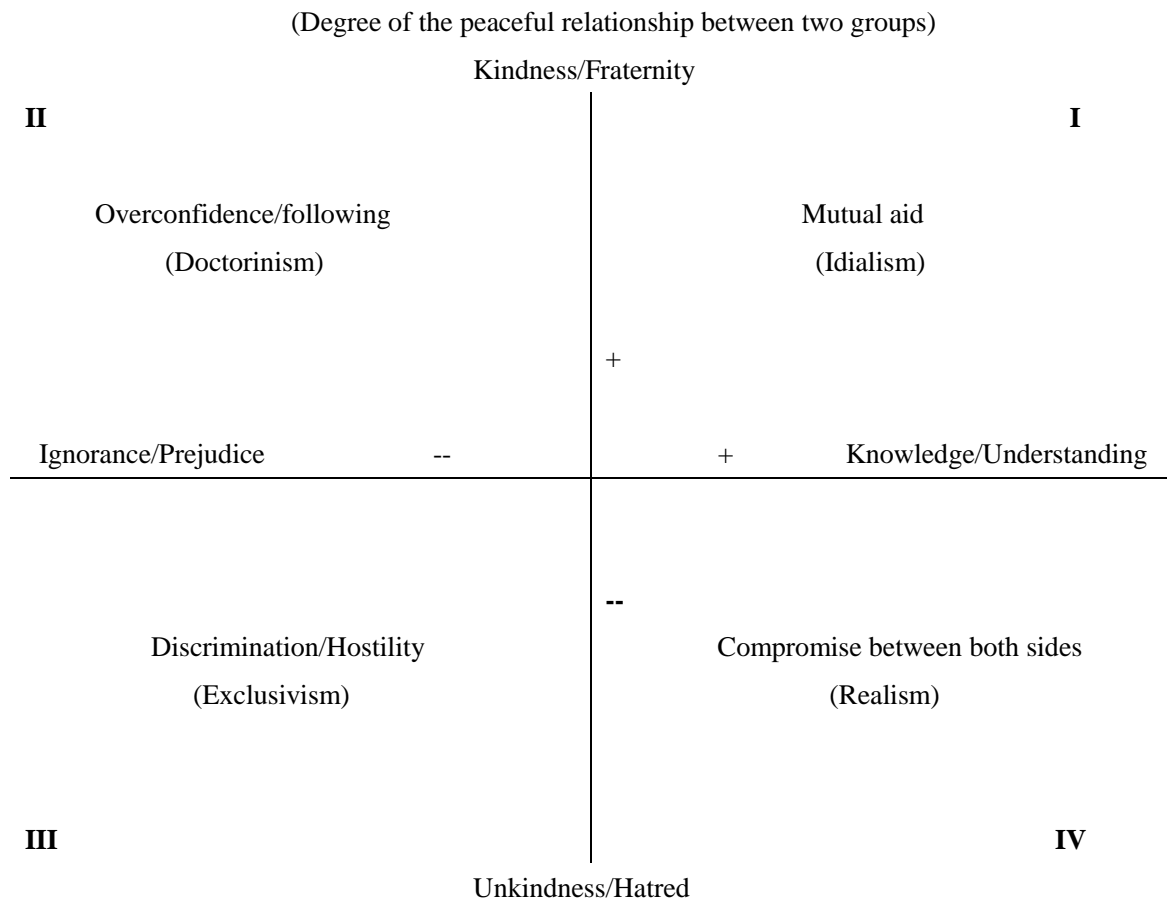 (Degree of the peaceful relationship between two groups)
Kindness/Fraternity
II
I
Overconfidence/following
(Doctorinism)
Mutual aid
(Idialism)
+
Ignorance/Prejudice
--
+
Knowledge/Understanding
--
Discrimination/Hostility
(Exclusivism)
Compromise between both sides
(Realism)
III
IV
Unkindness/Hatred